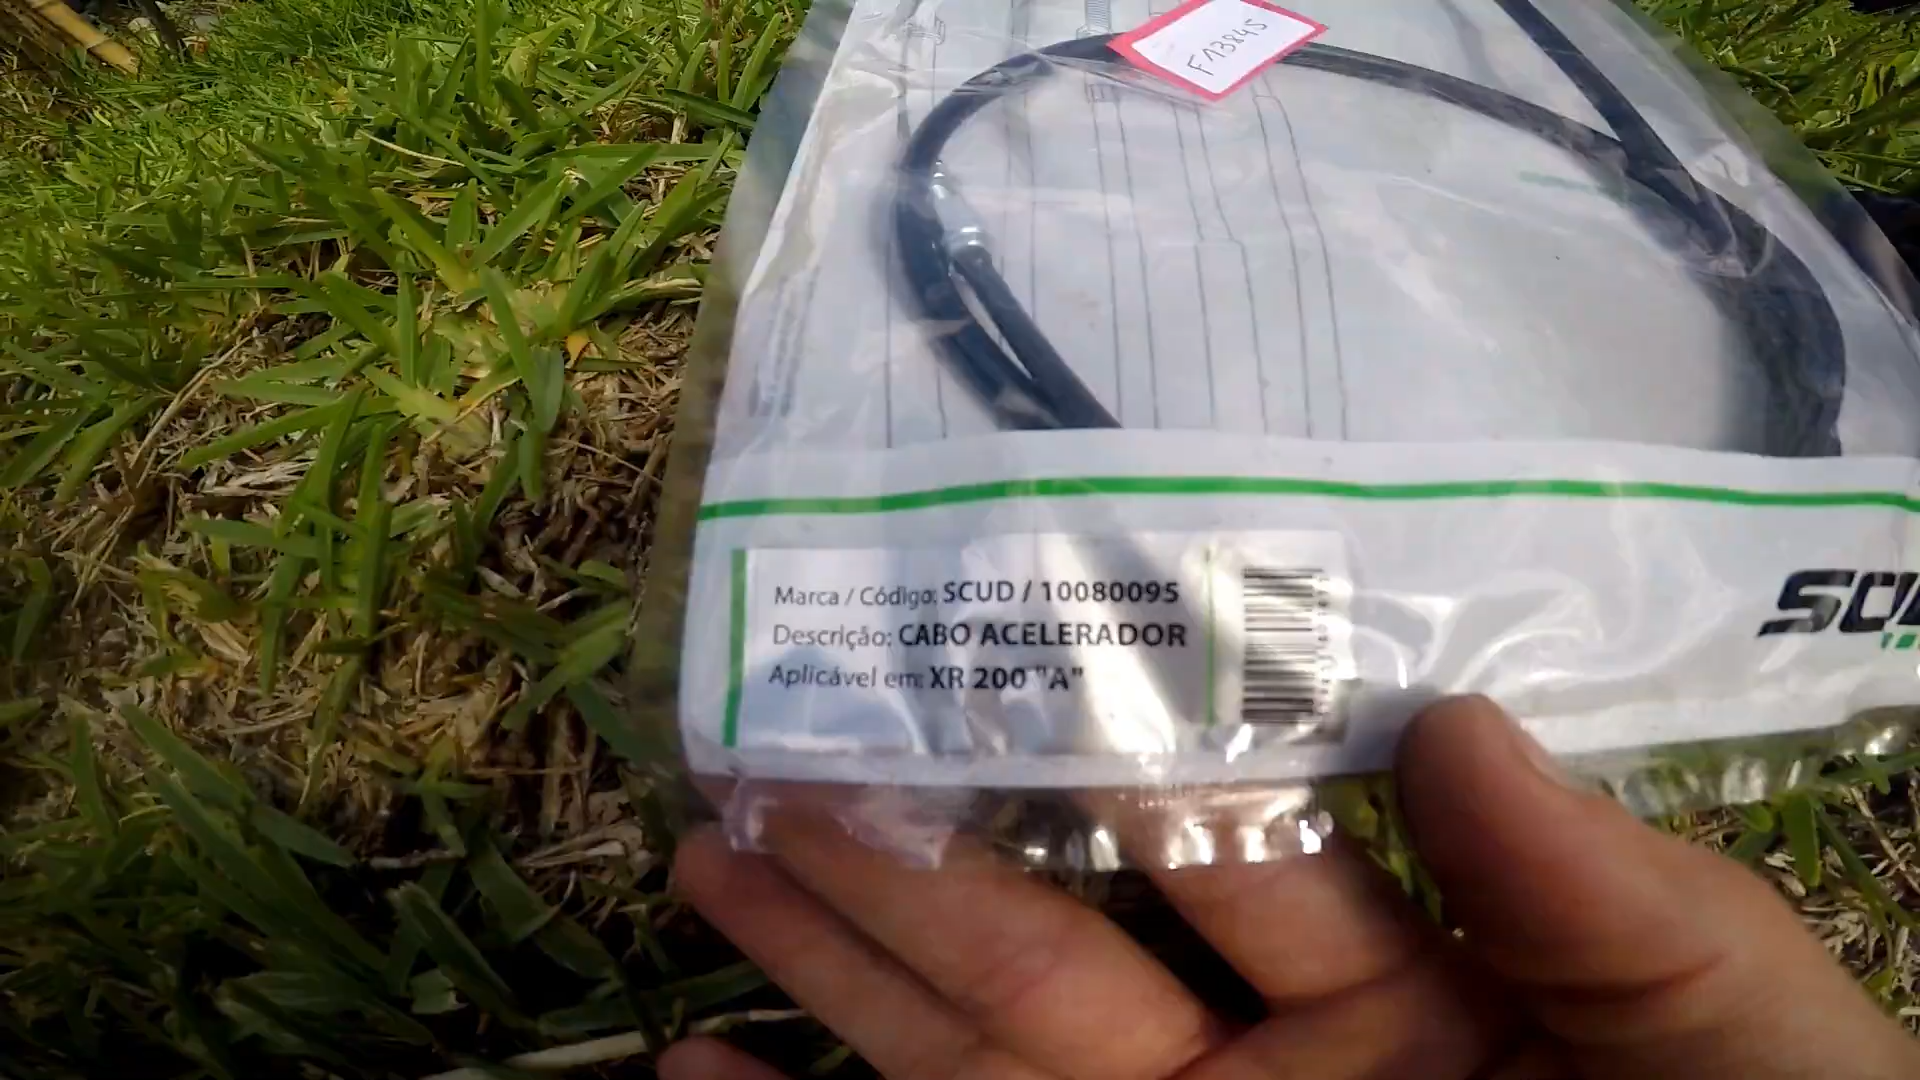 F13845
Marca / Código: SCUD / 10080095
Descrição: CABO ACELERADOR
Aplicável em: XR 200 "A"